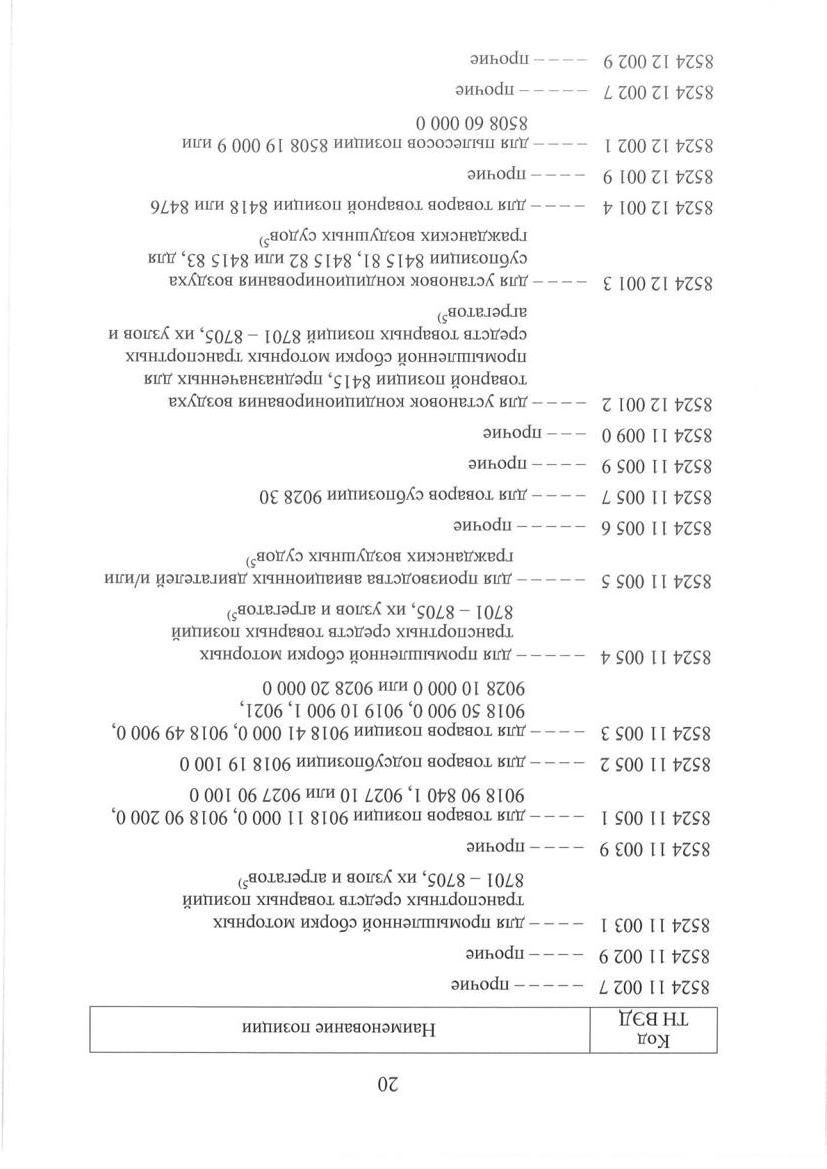 20
Код
ТН ВЭД
Наименование позиции
8524 11 002 7 – – – – – прочие
8524 11 002 9 – – – – прочие
8524 11 003 1 – – – – для промышленной сборки моторных
транспортных средств товарных позиций
8701 – 8705, их узлов и агрегатов⁵⁾
8524 11 003 9 – – – – прочие
8524 11 005 1 – – – – для товаров позиции 9018 11 000 0, 9018 90 200 0,
9018 90 840 1, 9027 10 или 9027 90 100 0
8524 11 005 2 – – – – для товаров подсубпозиции 9018 19 100 0
8524 11 005 3 – – – – для товаров позиции 9018 41 000 0, 9018 49 900 0,
9018 50 900 0, 9019 10 900 1, 9021,
9028 10 000 0 или 9028 20 000 0
8524 11 005 4 – – – – – для промышленной сборки моторных
транспортных средств товарных позиций
8701 – 8705, их узлов и агрегатов⁵⁾
8524 11 005 5 – – – – – для производства авиационных двигателей и/или
гражданских воздушных судов⁵⁾
8524 11 005 6 – – – – – прочие
8524 11 005 7 – – – – для товаров субпозиции 9028 30
8524 11 005 9 – – – – прочие
8524 11 009 0 – – – прочие
8524 12 001 2 – – – – для установок кондиционирования воздуха
товарной позиции 8415, предназначенных для
промышленной сборки моторных транспортных
средств товарных позиций 8701 – 8705, их узлов и
агрегатов⁵⁾
8524 12 001 3 – – – – для установок кондиционирования воздуха
субпозиции 8415 81, 8415 82 или 8415 83, для
гражданских воздушных судов⁵⁾
8524 12 001 4 – – – – для товаров товарной позиции 8418 или 8476
8524 12 001 9 – – – – прочие
8524 12 002 1 – – – – для пылесосов позиции 8508 19 000 9 или
8508 60 000 0
8524 12 002 7 – – – – – прочие
8524 12 002 9 – – – – прочие